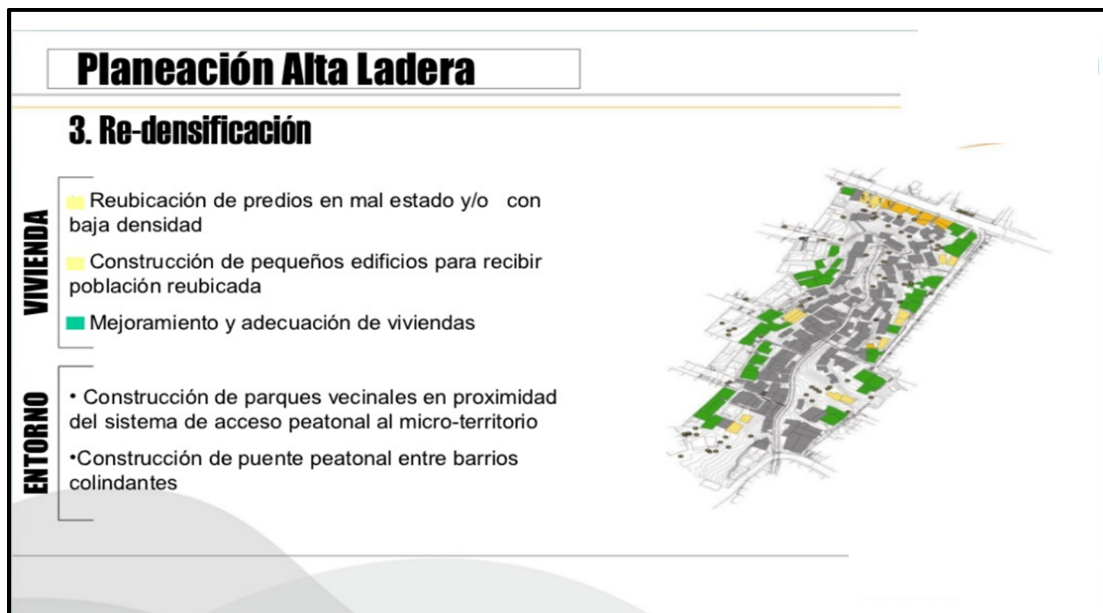 Planeación Alta Ladera
3. Re-densificación
VIVIENDA
Reubicación de predios en mal estado y/o con
baja densidad
Construcción de pequeños edificios para recibir
población reubicada
Mejoramiento y adecuación de viviendas
ENTORNO
• Construcción de parques vecinales en proximidad
del sistema de acceso peatonal al micro-territorio
•Construcción de puente peatonal entre barrios
colindantes